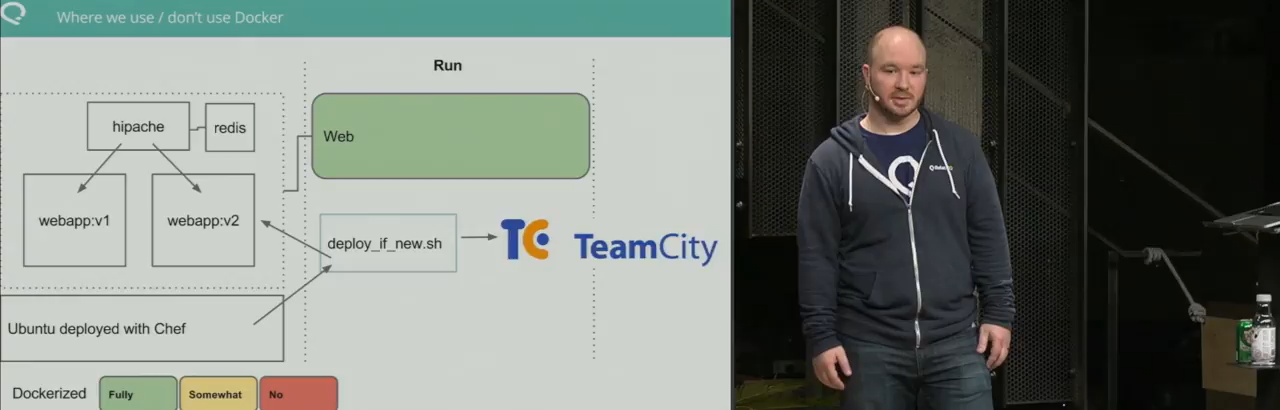 Where we use / don't use Docker
Run
hipache
redis
Web
webapp:v1
webapp:v2
deploy_if_new.sh
TC TeamCity
Ubuntu deployed with Chef
Dockerized
Fully
Somewhat
No